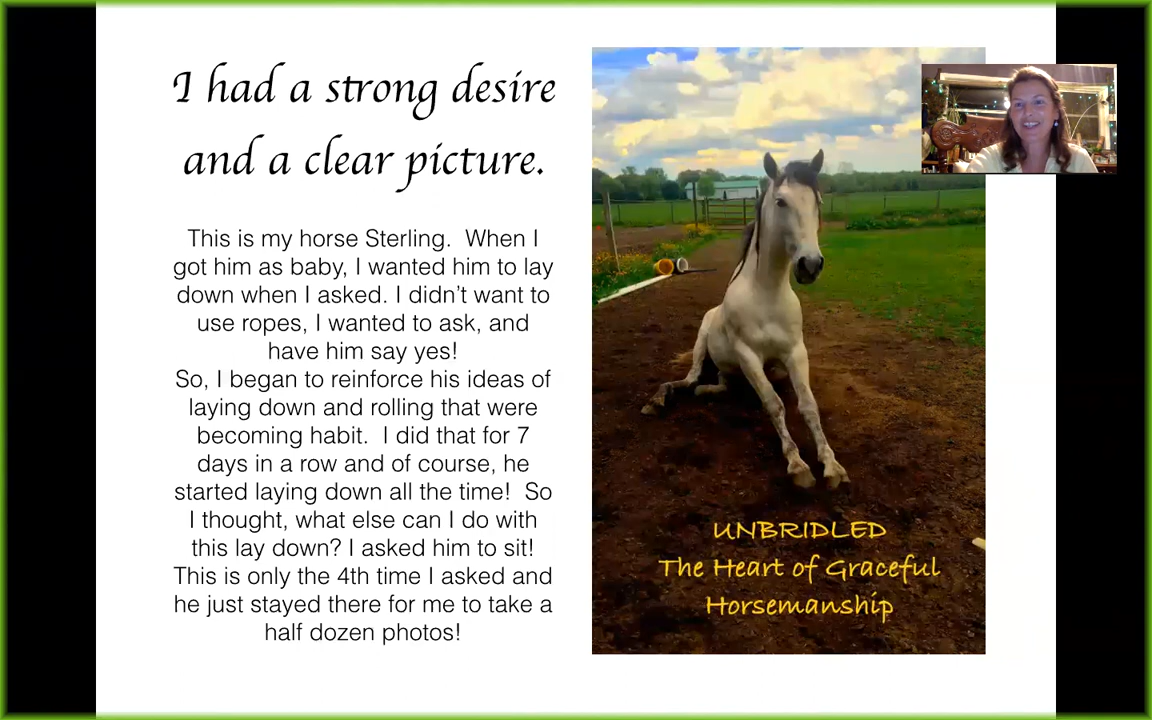 I had a strong desire
and a clear picture.
This is my horse Sterling.  When I
got him as baby, I wanted him to lay
down when I asked. I didn't want to
use ropes, I wanted to ask, and
have him say yes!
So, I began to reinforce his ideas of
laying down and rolling that were
becoming habit.  I did that for 7
days in a row and of course, he
started laying down all the time!  So
I thought, what else can I do with
this lay down? I asked him to sit!
This is only the 4th time I asked and
he just stayed there for me to take a
half dozen photos!
UNBRIDLED
The Heart of Graceful
Horsemanship